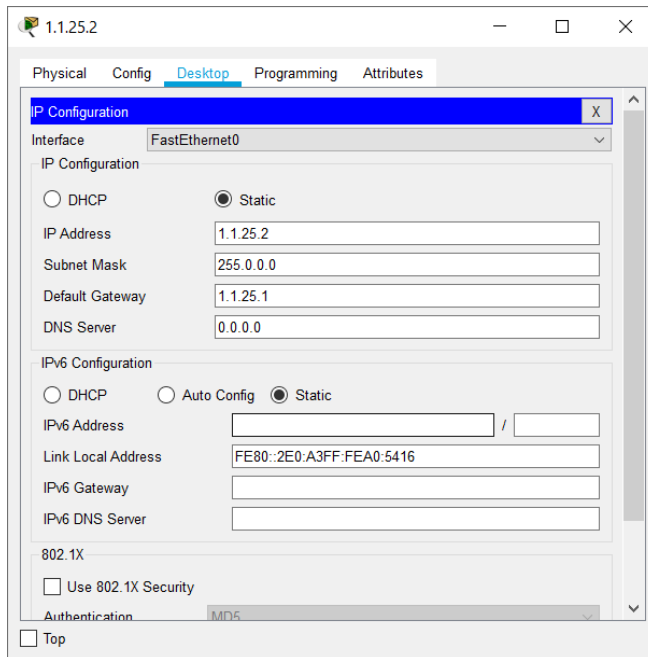 1.1.25.2
Physical Config Desktop Programming Attributes
IP Configuration X
Interface FastEthernet0
IP Configuration
DHCP Static
IP Address 1.1.25.2
Subnet Mask 255.0.0.0
Default Gateway 1.1.25.1
DNS Server 0.0.0.0
IPv6 Configuration
DHCP Auto Config Static
IPv6 Address /
Link Local Address FE80::2E0:A3FF:FEA0:5416
IPv6 Gateway
IPv6 DNS Server
802.1X
Use 802.1X Security
Authentication MD5
Top